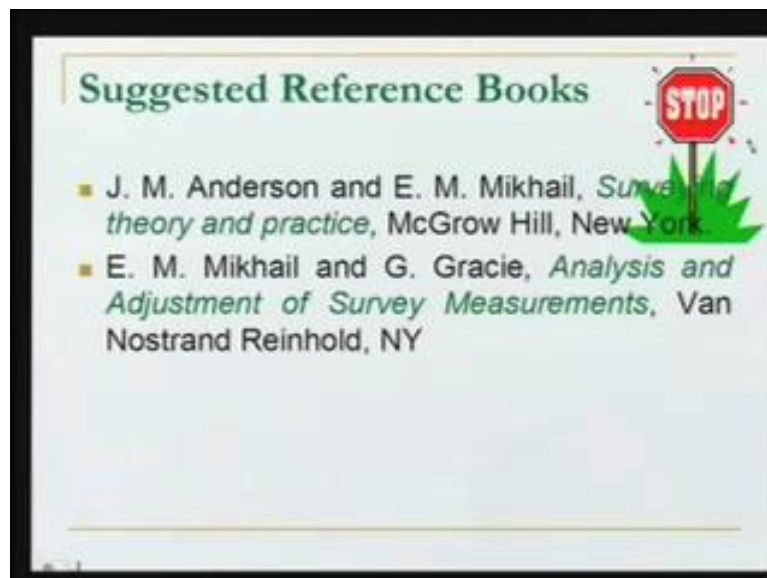 Suggested Reference Books
STOP
J. M. Anderson and E. M. Mikhail, Surveying
theory and practice, McGrow Hill, New York.
E. M. Mikhail and G. Gracie, Analysis and
Adjustment of Survey Measurements, Van
Nostrand Reinhold, NY